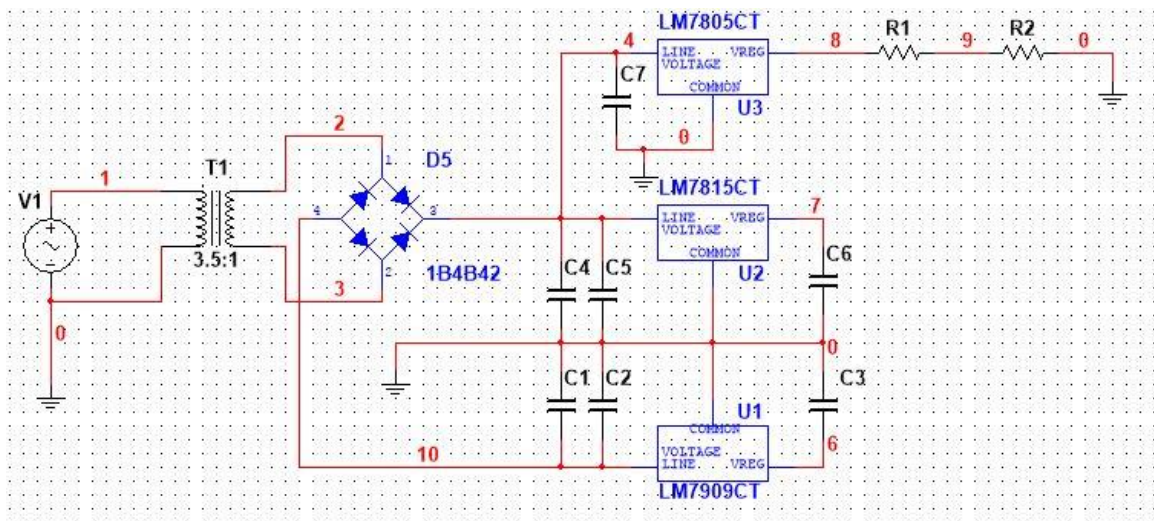 LM7805CT
4
LINE VREG
VOLTAGE
COMMON
U3
8
R1
9
R2
0
C7
0
2
1
D5
T1
1
V1
3.5:1
4
3
2
1B4B42
3
0
LM7815CT
LINE VREG
VOLTAGE
COMMON
U2
7
C4
C5
C6
0
C1
C2
C3
U1
COMMON
VOLTAGE
LINE VREG
6
LM7909CT
10